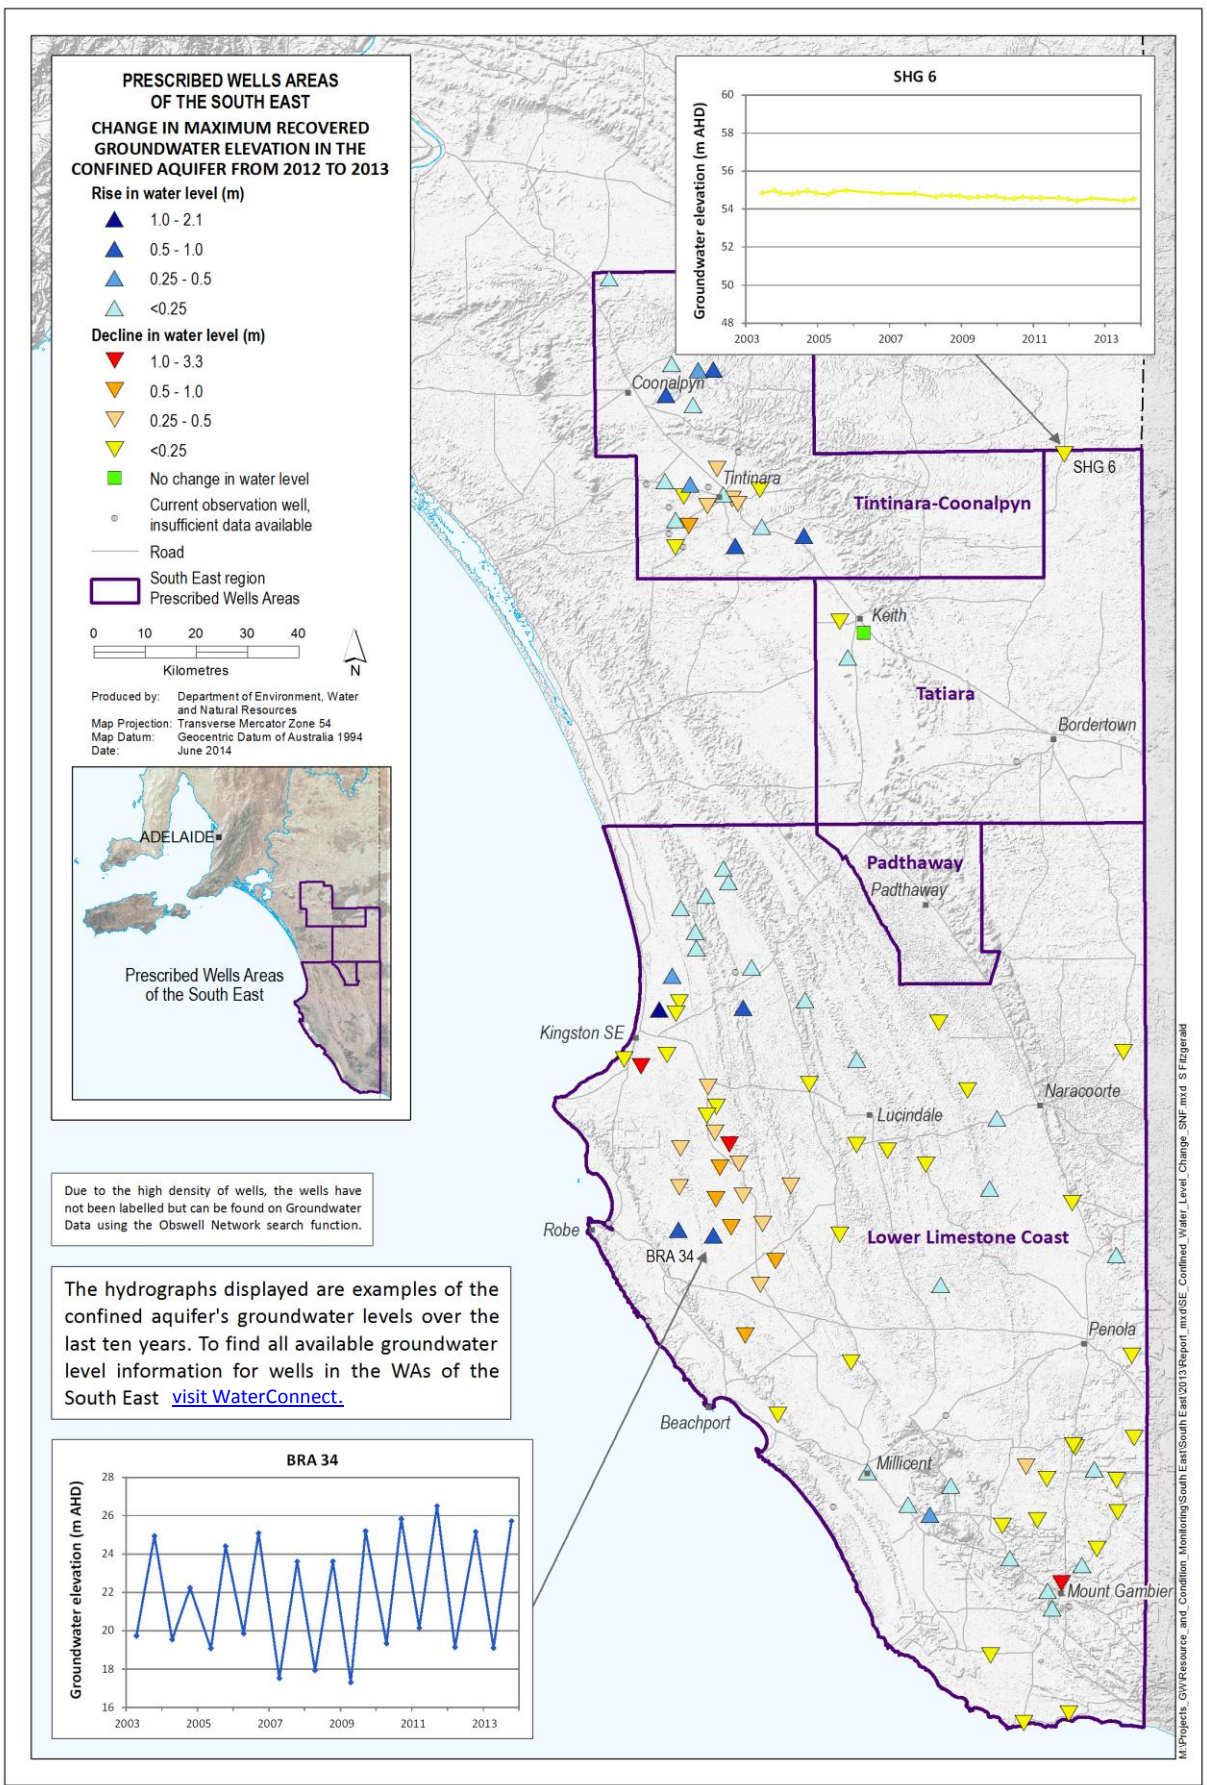 PRESCRIBED WELLS AREAS
OF THE SOUTH EAST
CHANGE IN MAXIMUM RECOVERED
GROUNDWATER ELEVATION IN THE
CONFINED AQUIFER FROM 2012 TO 2013
Rise in water level (m)
1.0 - 2.1
0.5 - 1.0
0.25 - 0.5
<0.25
Decline in water level (m)
1.0 - 3.3
0.5 - 1.0
0.25 - 0.5
<0.25
No change in water level
Current observation well,
insufficient data available
Road
South East region
Prescribed Wells Areas
0 10 20 30 40
Kilometres
N
Produced by: Department of Environment, Water
and Natural Resources
Map Projection: Transverse Mercator Zone 54
Map Datum: Geocentric Datum of Australia 1994
Date: June 2014
ADELAIDE
Prescribed Wells Areas
of the South East
Due to the high density of wells, the wells have
not been labelled but can be found on Groundwater
Data using the Obswell Network search function.
The hydrographs displayed are examples of the
confined aquifer's groundwater levels over the
last ten years. To find all available groundwater
level information for wells in the WAs of the
South East visit WaterConnect.
BRA 34
Groundwater elevation (m AHD)
28
26
24
22
20
18
16
2003 2005 2007 2009 2011 2013
SHG 6
Groundwater elevation (m AHD)
60
58
56
54
52
50
48
2003 2005 2007 2009 2011 2013
Coonalpyn
Tintinara
SHG 6
Tintinara-Coonalpyn
Keith
Tatiara
Bordertown
Padthaway
Padthaway
Kingston SE
Naracoorte
Lucindale
Robe
Lower Limestone Coast
BRA 34
Penola
Beachport
Millicent
Mount Gambier
M:\Projects_GW\Resource_and_Condition_Monitoring\South East\South East\2013\Report_mxd\SE_Confined_Water_Level_Change_SNF.mxd S Fitzgerald